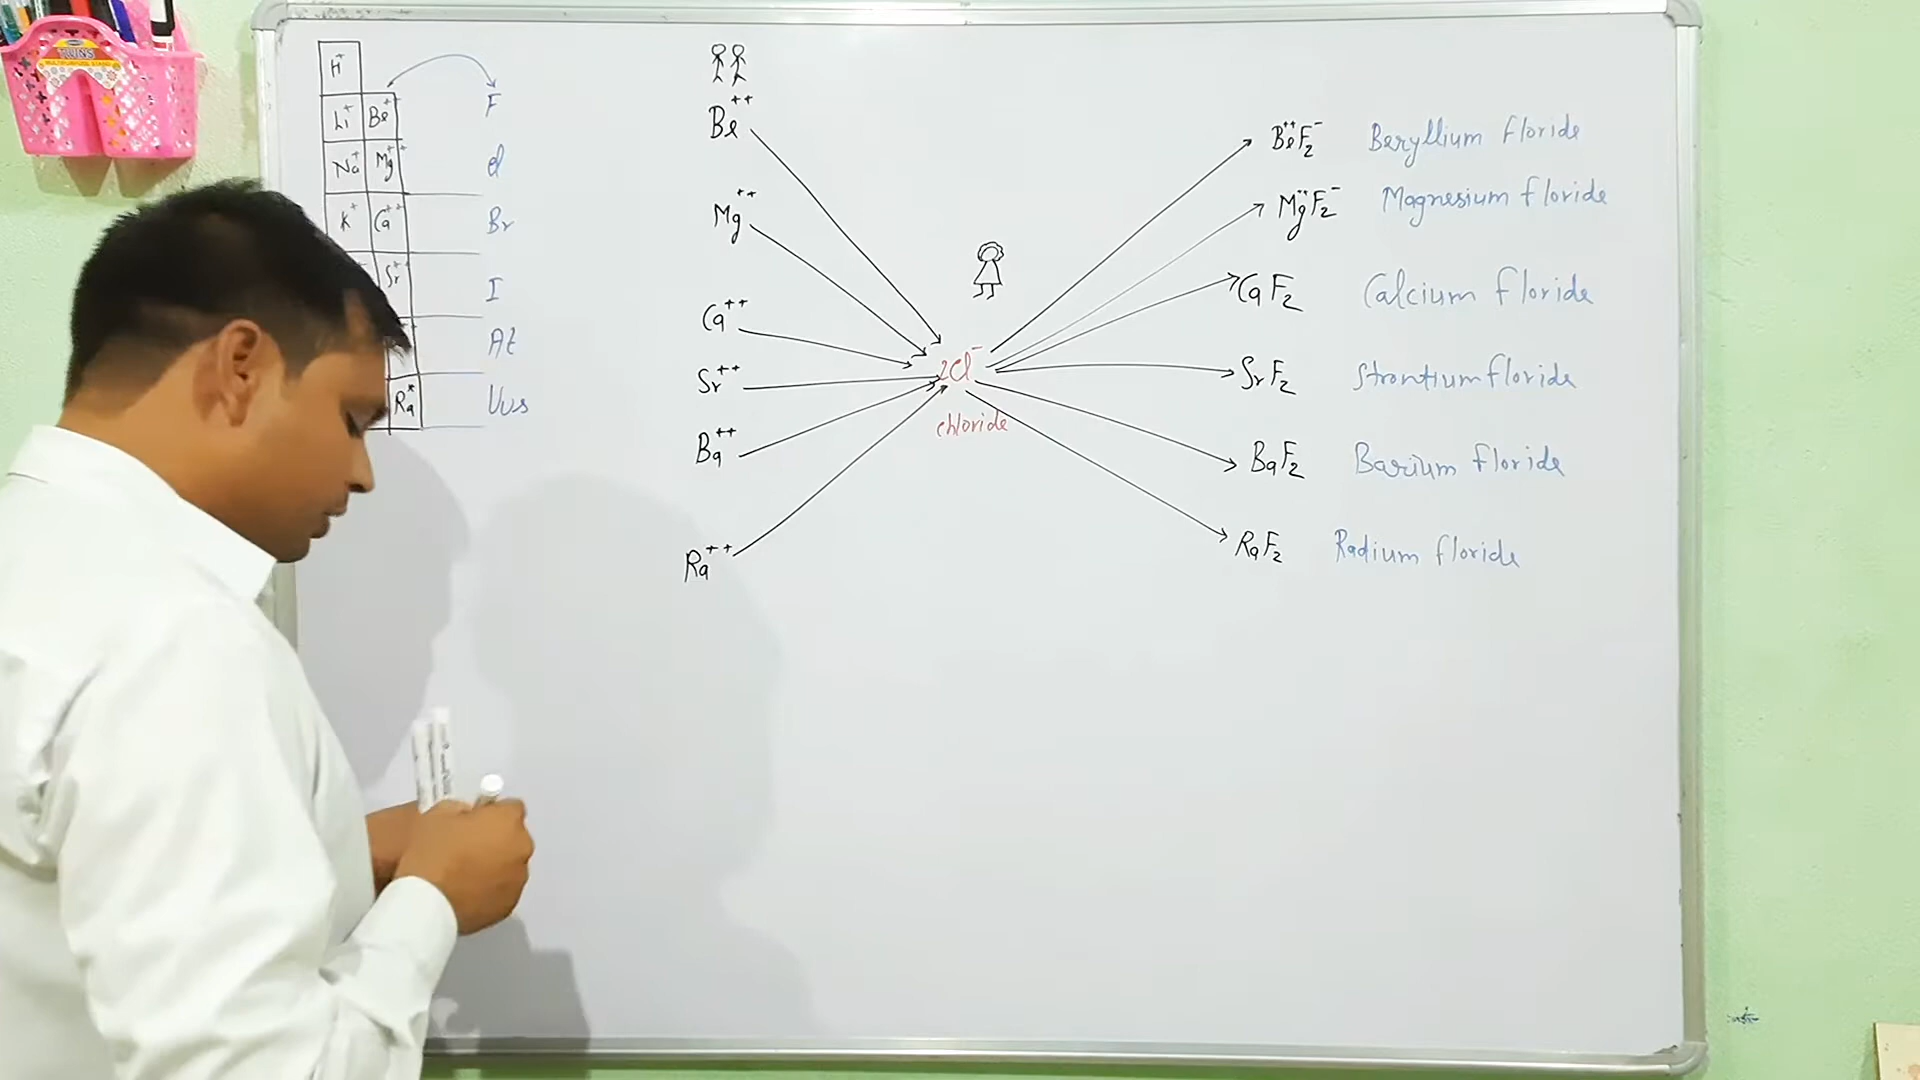 TWINS
H+
Li+ Be++ F
Na+ Mg++ Cl
K+ Ca++ Br
Sr++ I
At
Ra+ Uus
Be++
Mg++
Ca++
Sr++
Ba++
Ra++
2Cl-
chloride
Be++F2- Beryllium floride
Mg++F2- Magnesium floride
CaF2 Calcium floride
SrF2 Strontium floride
BaF2 Barium floride
RaF2 Radium floride